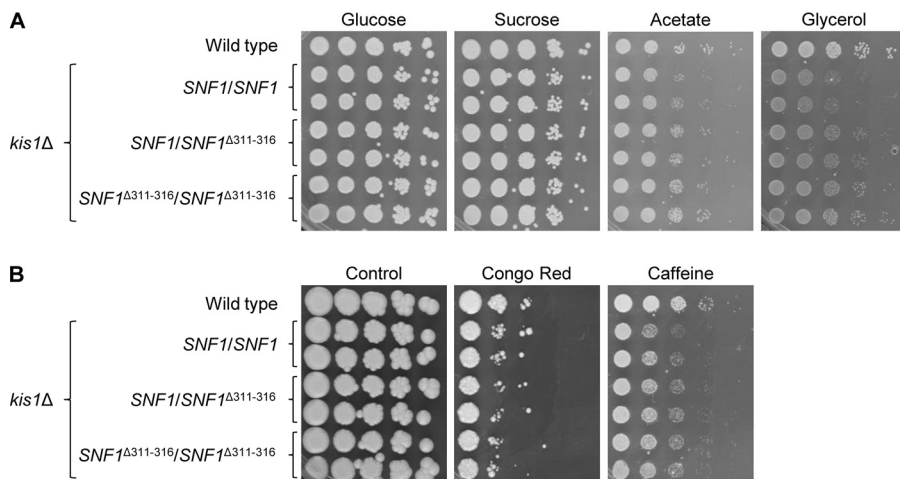 A
Glucose Sucrose Acetate Glycerol
Wild type
SNF1/SNF1
kis1Δ
SNF1/SNF1Δ311-316
SNF1Δ311-316/SNF1Δ311-316
B
Control Congo Red Caffeine
Wild type
SNF1/SNF1
kis1Δ
SNF1/SNF1Δ311-316
SNF1Δ311-316/SNF1Δ311-316